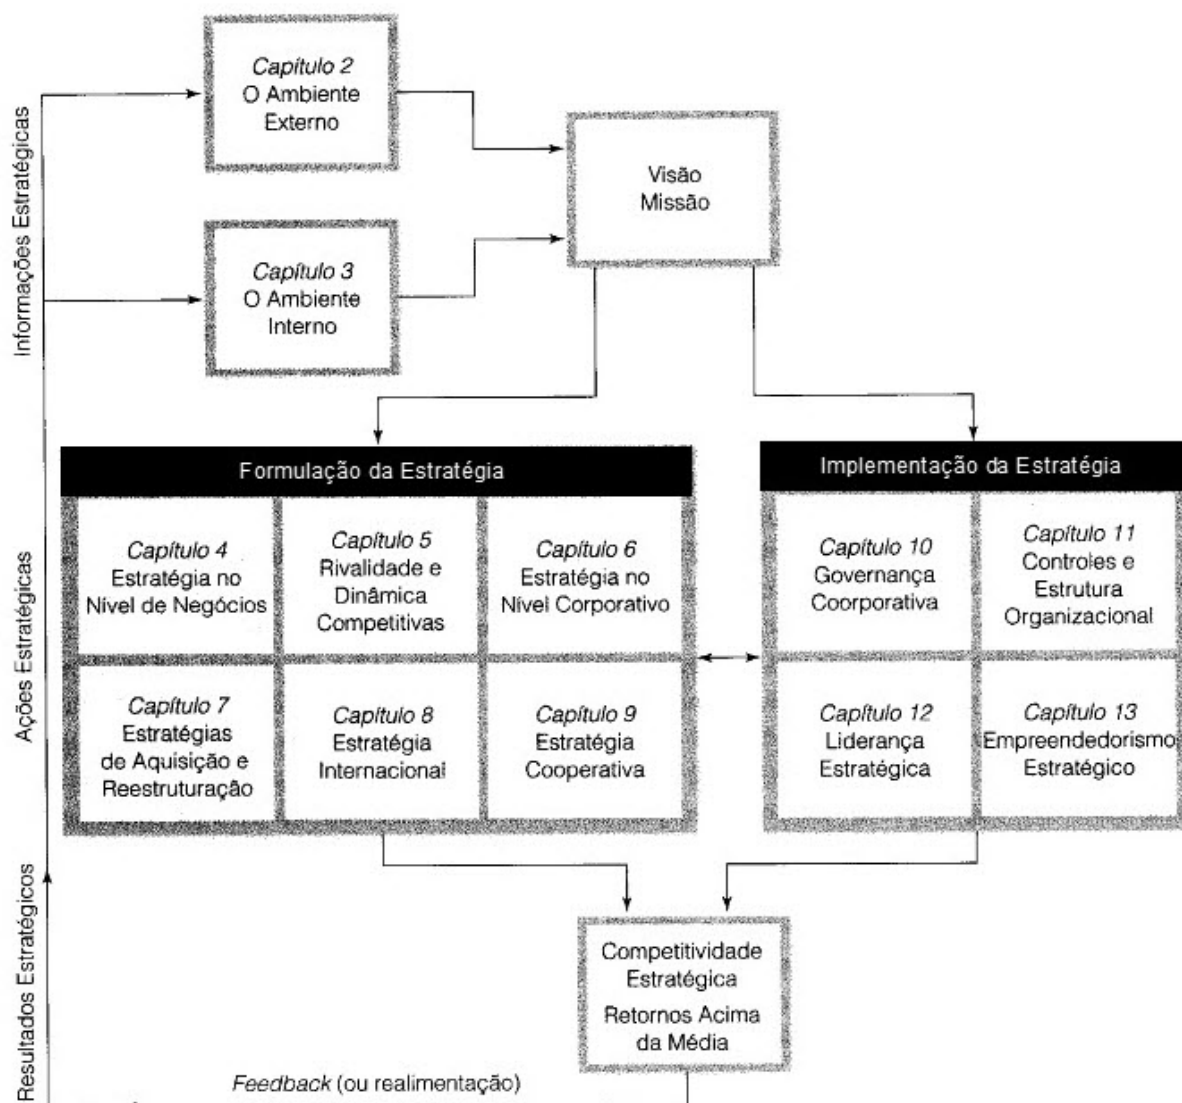 Informações Estratégicas
Capítulo 2
O Ambiente
Externo
Capítulo 3
O Ambiente
Interno
Visão
Missão
Ações Estratégicas
Formulação da Estratégia
Capítulo 4
Estratégia no
Nível de Negócios
Capítulo 5
Rivalidade e
Dinâmica
Competitivas
Capítulo 6
Estratégia no
Nível Corporativo
Capítulo 7
Estratégias
de Aquisição e
Reestruturação
Capítulo 8
Estratégia
Internacional
Capítulo 9
Estratégia
Cooperativa
Implementação da Estratégia
Capítulo 10
Governança
Coorporativa
Capítulo 11
Controles e
Estrutura
Organizacional
Capítulo 12
Liderança
Estratégica
Capítulo 13
Empreendedorismo
Estratégico
Resultados Estratégicos
Competitividade
Estratégica
Retornos Acima
da Média
Feedback (ou realimentação)